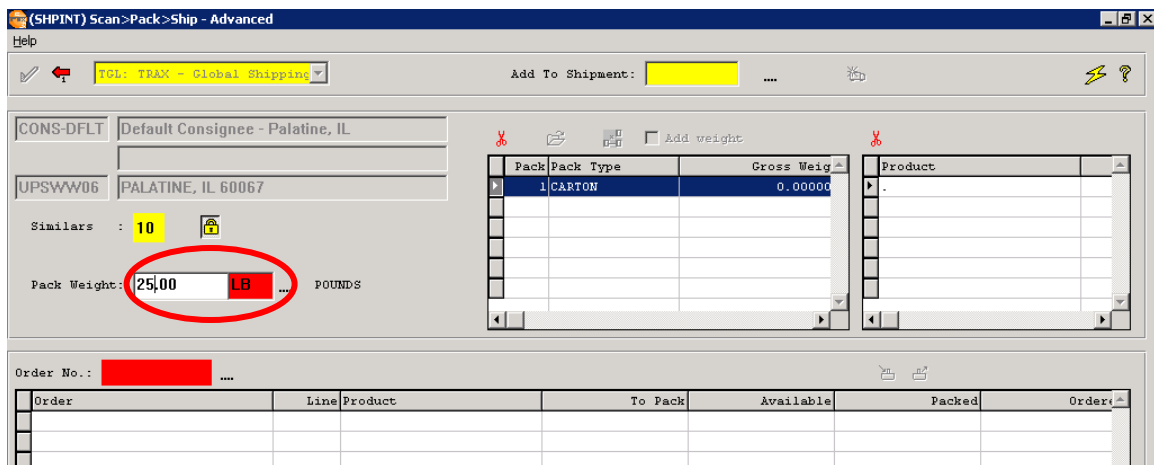 (SHPINT) Scan>Pack>Ship - Advanced
Help
TGL: TRAX - Global Shipping
Add To Shipment: ....
?
CONS-DFLT Default Consignee - Palatine, IL
Add weight
Pack Pack Type Gross Weig
Product
1 CARTON 0.00000
.
UPSWW06 PALATINE, IL 60067
Similars : 10
Pack Weight: 25.00 LB ... POUNDS
Order No.: ....
Order Line Product To Pack Available Packed Order